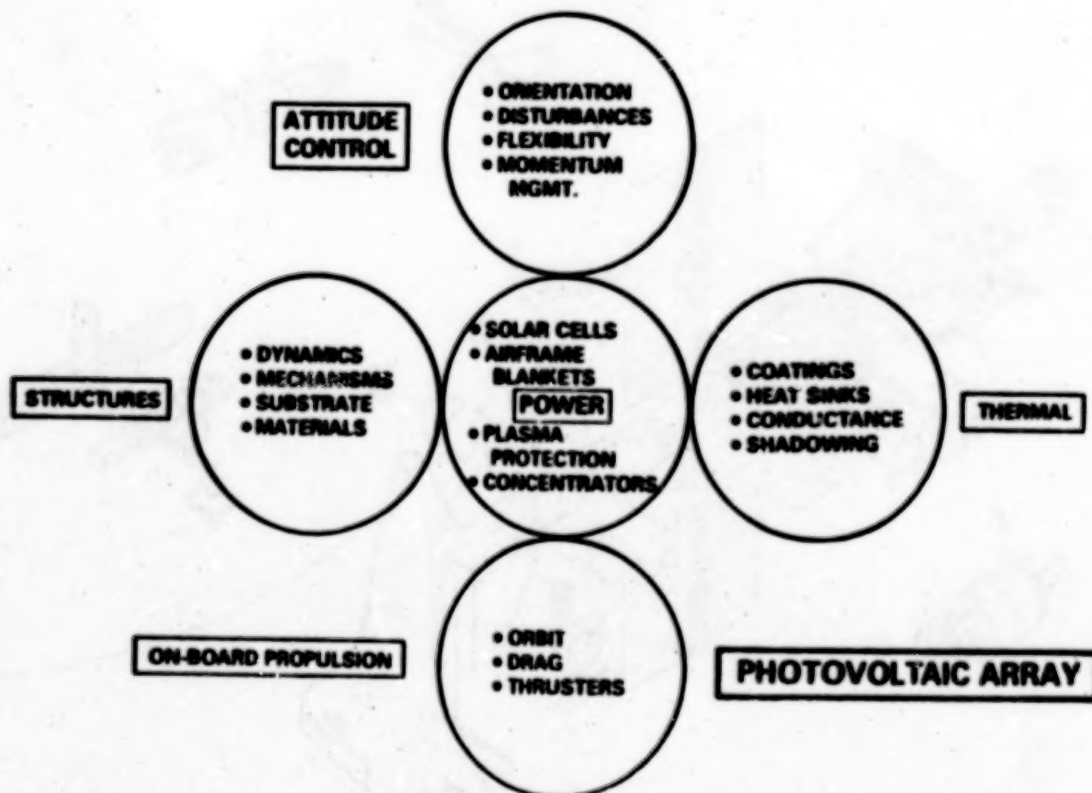 ATTITUDE
CONTROL
• ORIENTATION
• DISTURBANCES
• FLEXIBILITY
• MOMENTUM
MGMT.
STRUCTURES
• DYNAMICS
• MECHANISMS
• SUBSTRATE
• MATERIALS
• SOLAR CELLS
• AIRFRAME
BLANKETS
POWER
• PLASMA
PROTECTION
• CONCENTRATORS
• COATINGS
• HEAT SINKS
• CONDUCTANCE
• SHADOWING
THERMAL
ON-BOARD PROPULSION
• ORBIT
• DRAG
• THRUSTERS
PHOTOVOLTAIC ARRAY